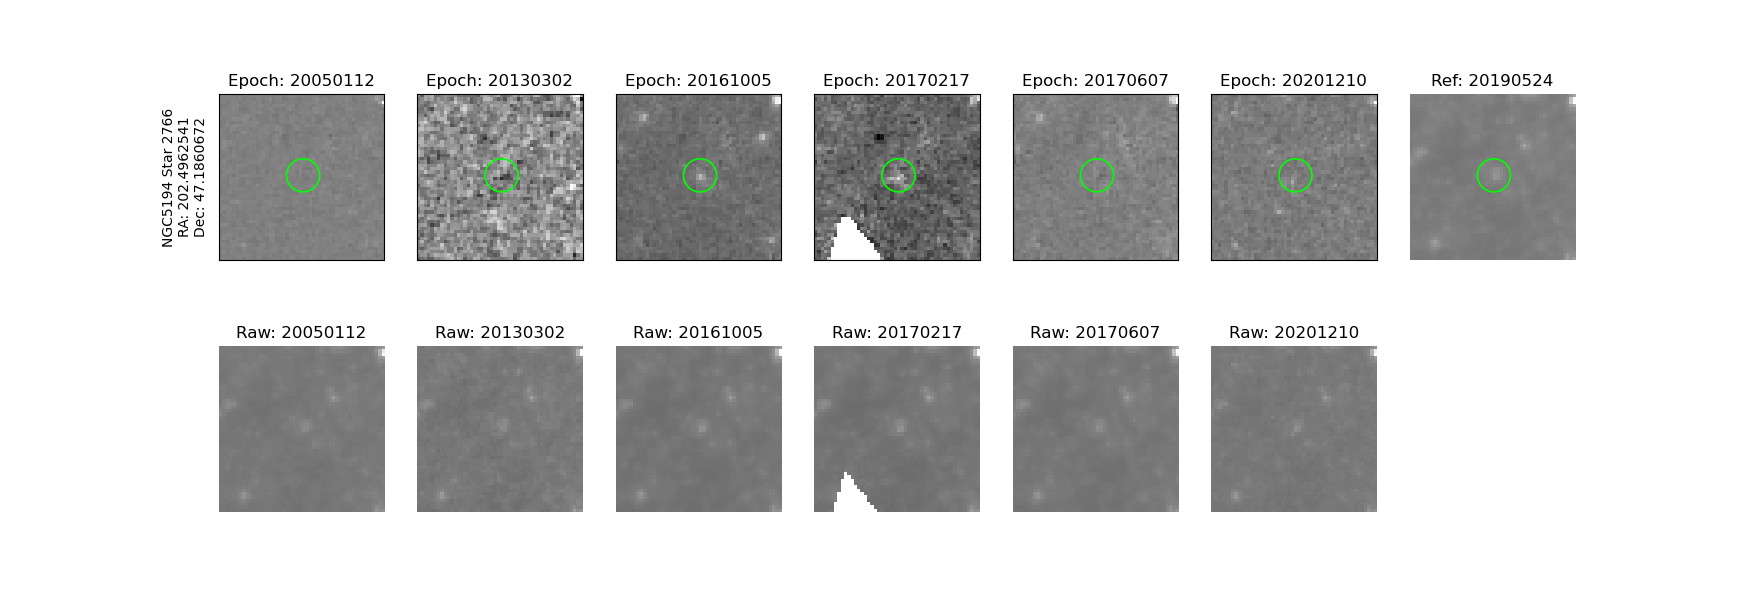 Epoch: 20050112
Epoch: 20130302
Epoch: 20161005
Epoch: 20170217
Epoch: 20170607
Epoch: 20201210
Ref: 20190524
NGC5194 Star 2766
RA: 202.4962541
Dec: 47.1860672
Raw: 20050112
Raw: 20130302
Raw: 20161005
Raw: 20170217
Raw: 20170607
Raw: 20201210